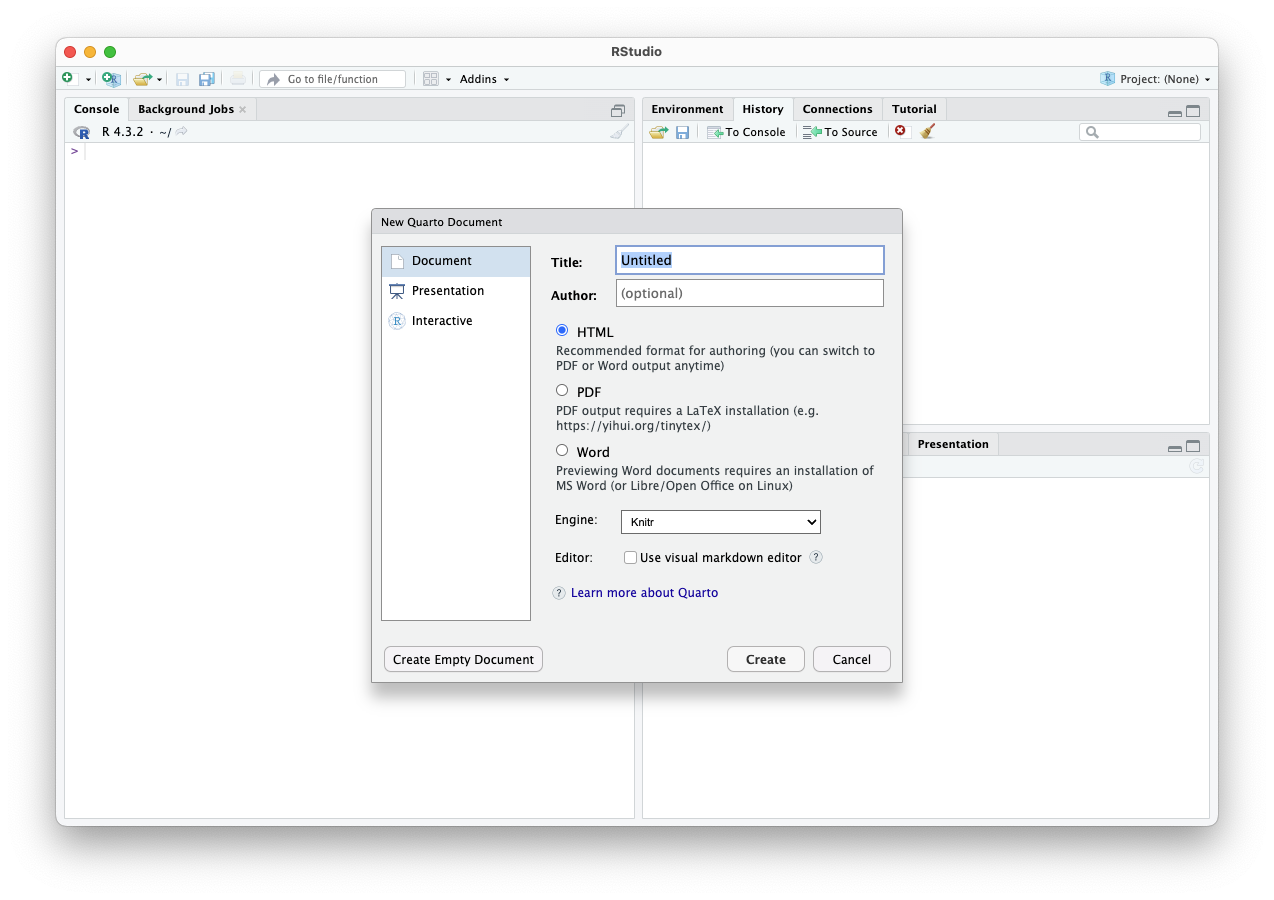 RStudio
Go to file/function
Addins
Project: (None)
Console
Background Jobs
R 4.3.2 · ~/
>
Environment
History
Connections
Tutorial
To Console
To Source
Presentation
New Quarto Document
Document
Presentation
Interactive
Title:
Untitled
Author:
(optional)
HTML
Recommended format for authoring (you can switch to
PDF or Word output anytime)
PDF
PDF output requires a LaTeX installation (e.g.
https://yihui.org/tinytex/)
Word
Previewing Word documents requires an installation of
MS Word (or Libre/Open Office on Linux)
Engine:
Knitr
Editor:
Use visual markdown editor ?
? Learn more about Quarto
Create Empty Document
Create
Cancel